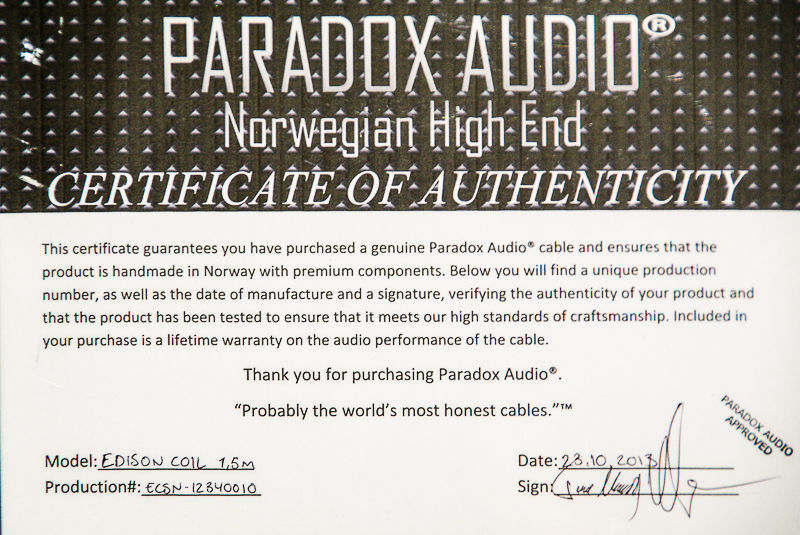 PARADOX AUDIO®
Norwegian High End
CERTIFICATE OF AUTHENTICITY
This certificate guarantees you have purchased a genuine Paradox Audio® cable and ensures that the
product is handmade in Norway with premium components. Below you will find a unique production
number, as well as the date of manufacture and a signature, verifying the authenticity of your product and
that the product has been tested to ensure that it meets our high standards of craftsmanship. Included in
your purchase is a lifetime warranty on the audio performance of the cable.
Thank you for purchasing Paradox Audio®.
“Probably the world’s most honest cables.”™
PARADOX AUDIO
APPROVED
Model: EDISON COIL 1,5m
Date: 23.10.2013
Production#: ECSN-12340010
Sign: